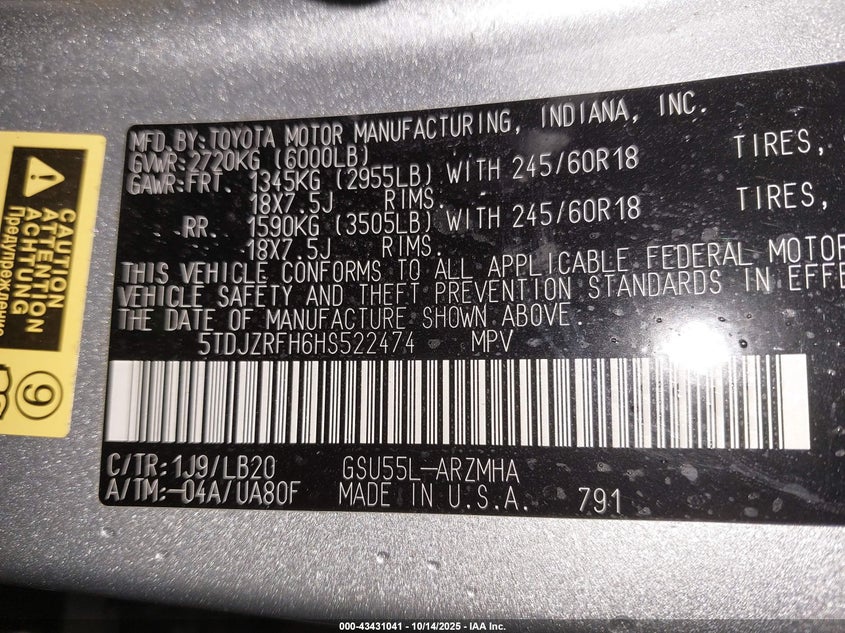 MFD.BY:TOYOTA MOTOR MANUFACTURING, INDIANA, INC.
GVWR:2720KG (6000LB)
GAWR:FRT. 1345KG (2955LB) WITH 245/60R18 TIRES,
18X7.5J RIMS.
RR. 1590KG (3505LB) WITH 245/60R18 TIRES,
18X7.5J RIMS.
THIS VEHICLE CONFORMS TO ALL APPLICABLE FEDERAL MOTOR
VEHICLE SAFETY AND THEFT PREVENTION STANDARDS IN EFFE
THE DATE OF MANUFACTURE SHOWN ABOVE.
5TDJZRFH6HS522474 MPV
C/TR:1J9/LB20 GSU55L-ARZMHA
A/TM:-04A/UA80F MADE IN U.S.A. 791
CAUTION
ATTENTION
ACHTUNG
Предупреждение
9
000-43431041 - 10/14/2025 - IAA Inc.